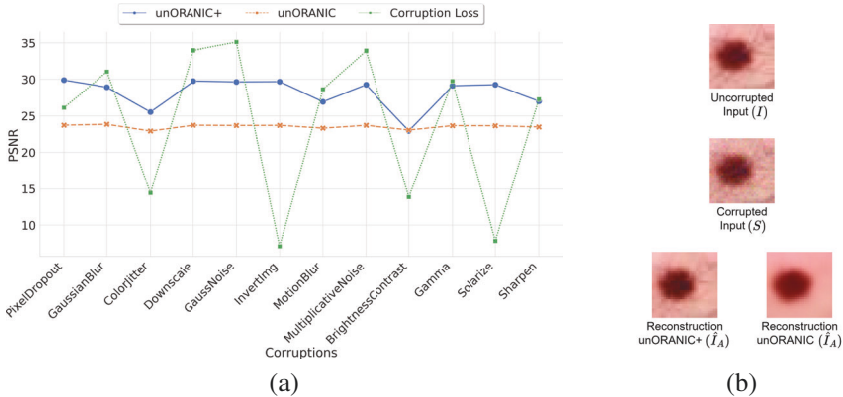 unORANIC+ unORANIC Corruption Loss
35
30
25
20
15
10
PSNR
PixelDropout
GaussianBlur
ColorJitter
Downscale
GaussNoise
InvertImg
MotionBlur
MultiplicativeNoise
BrightnessContrast
Gamma
Solarize
Sharpen
Corruptions
(a)
Uncorrupted
Input (I)
Corrupted
Input (S)
Reconstruction
unORANIC+ (Î_A)
Reconstruction
unORANIC (Î_A)
(b)